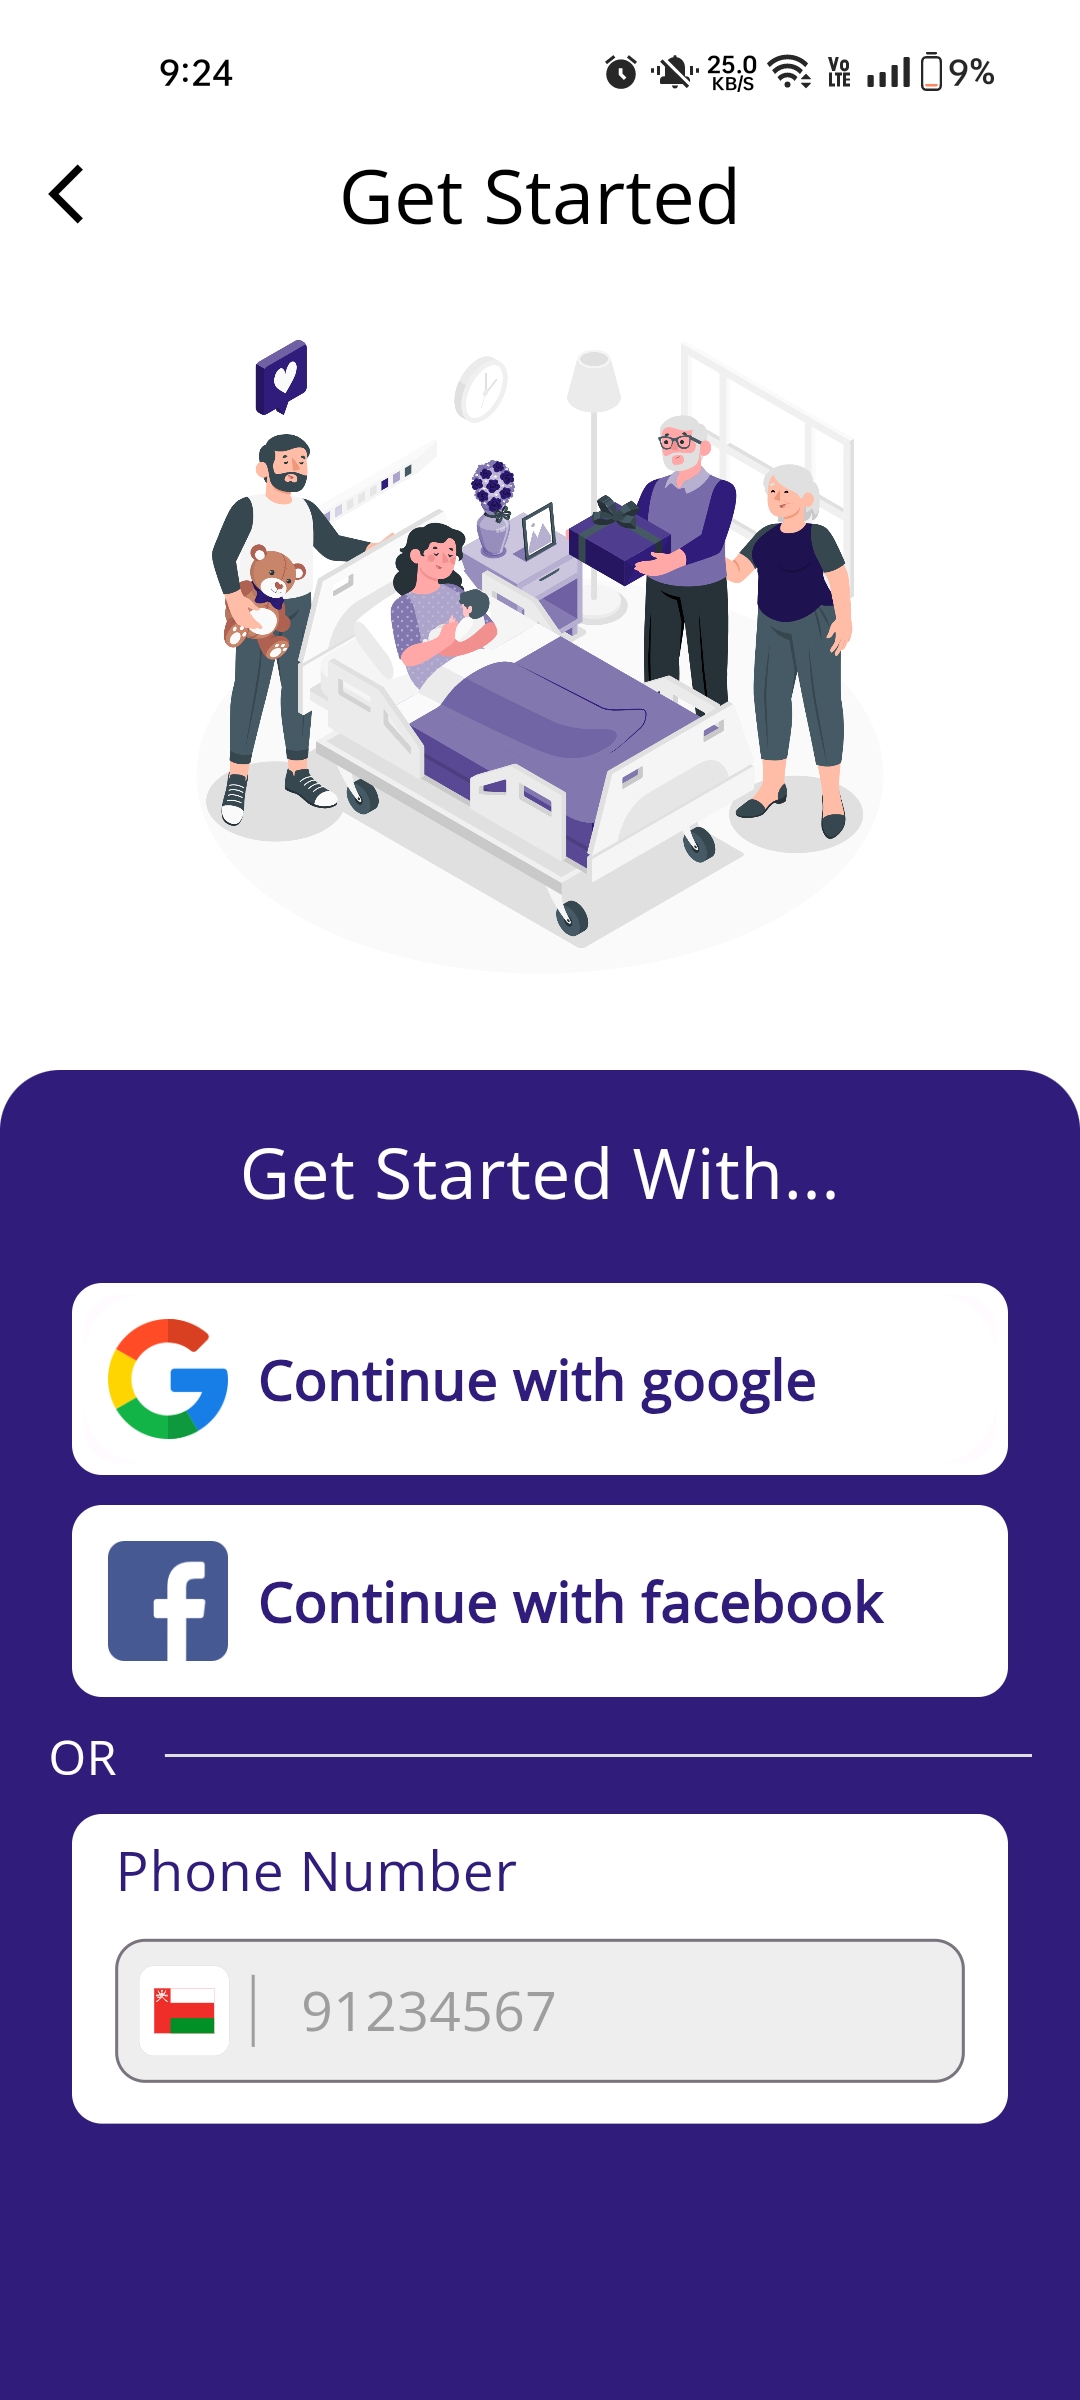 9:24
25.0
KB/S
Vo
LTE
9%
Get Started
Get Started With...
Continue with google
Continue with facebook
OR
Phone Number
91234567